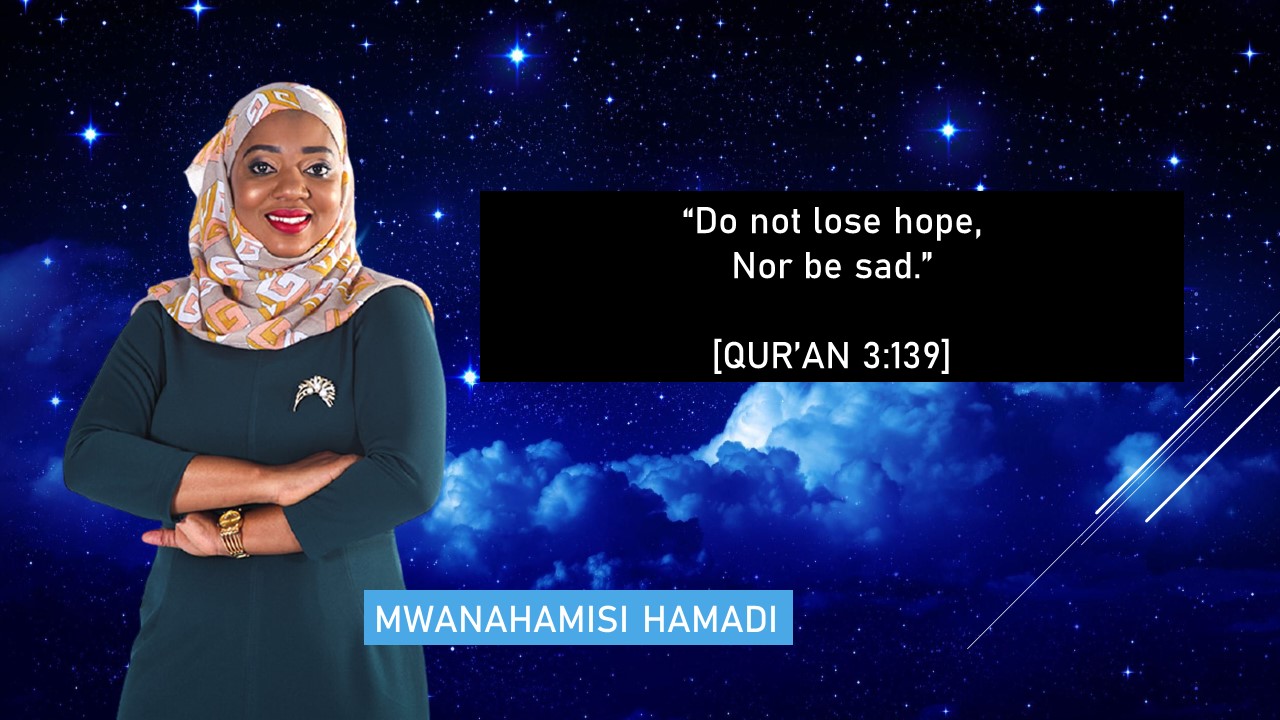 “Do not lose hope,
Nor be sad.”
[QUR’AN 3:139]
MWANAHAMISI HAMADI